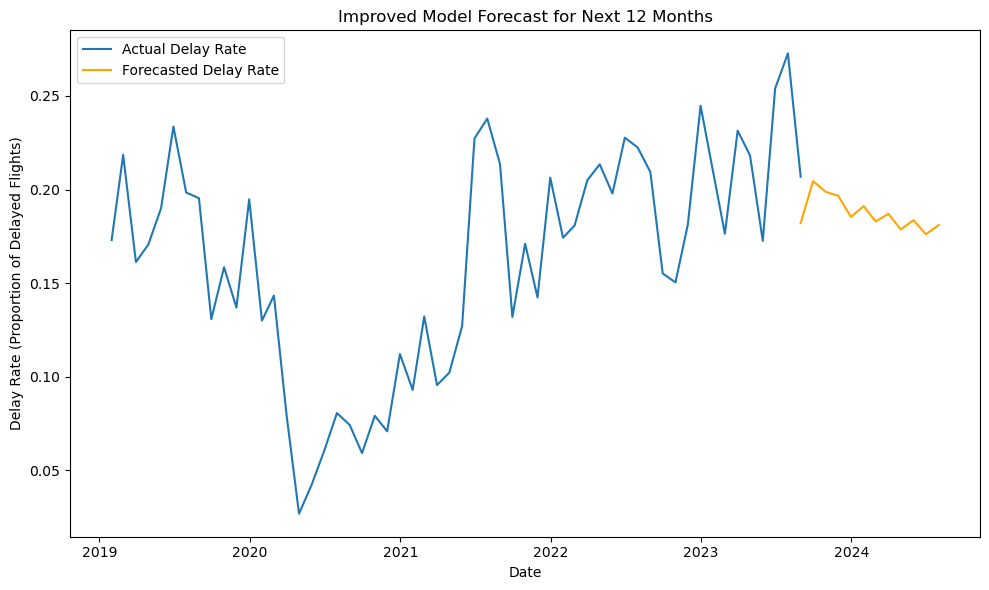 Improved Model Forecast for Next 12 Months
Actual Delay Rate
Forecasted Delay Rate
Delay Rate (Proportion of Delayed Flights)
0.25
0.20
0.15
0.10
0.05
2019
2020
2021
2022
2023
2024
Date